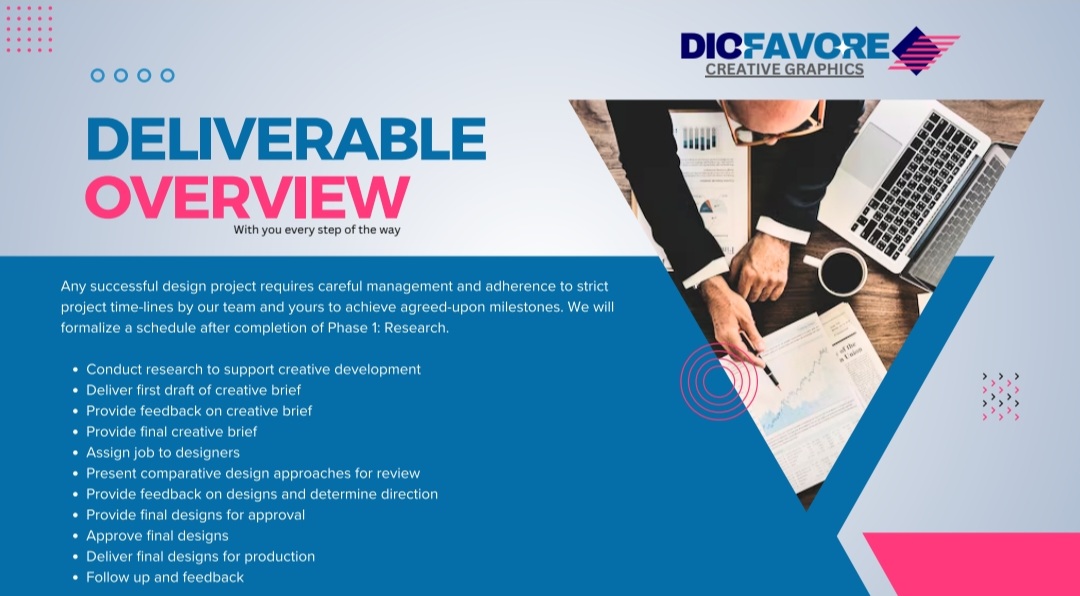 DICFAVORE
CREATIVE GRAPHICS
DELIVERABLE
OVERVIEW
With you every step of the way
Any successful design project requires careful management and adherence to strict
project time-lines by our team and yours to achieve agreed-upon milestones. We will
formalize a schedule after completion of Phase 1: Research.
• Conduct research to support creative development
• Deliver first draft of creative brief
• Provide feedback on creative brief
• Provide final creative brief
• Assign job to designers
• Present comparative design approaches for review
• Provide feedback on designs and determine direction
• Provide final designs for approval
• Approve final designs
• Deliver final designs for production
• Follow up and feedback